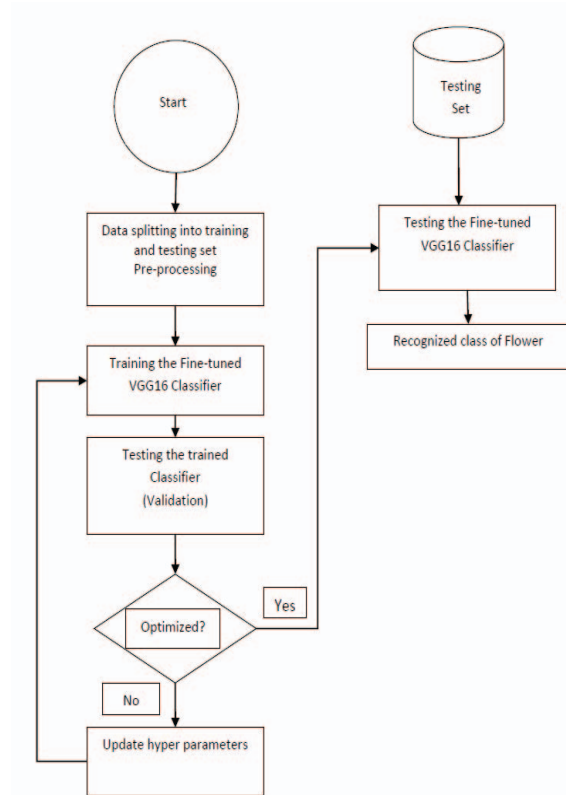 Start
Data splitting into training
and testing set
Pre-processing
Training the Fine-tuned
VGG16 Classifier
Testing the trained
Classifier
(Validation)
Optimized?
Yes
No
Update hyper parameters
Testing
Set
Testing the Fine-tuned
VGG16 Classifier
Recognized class of Flower